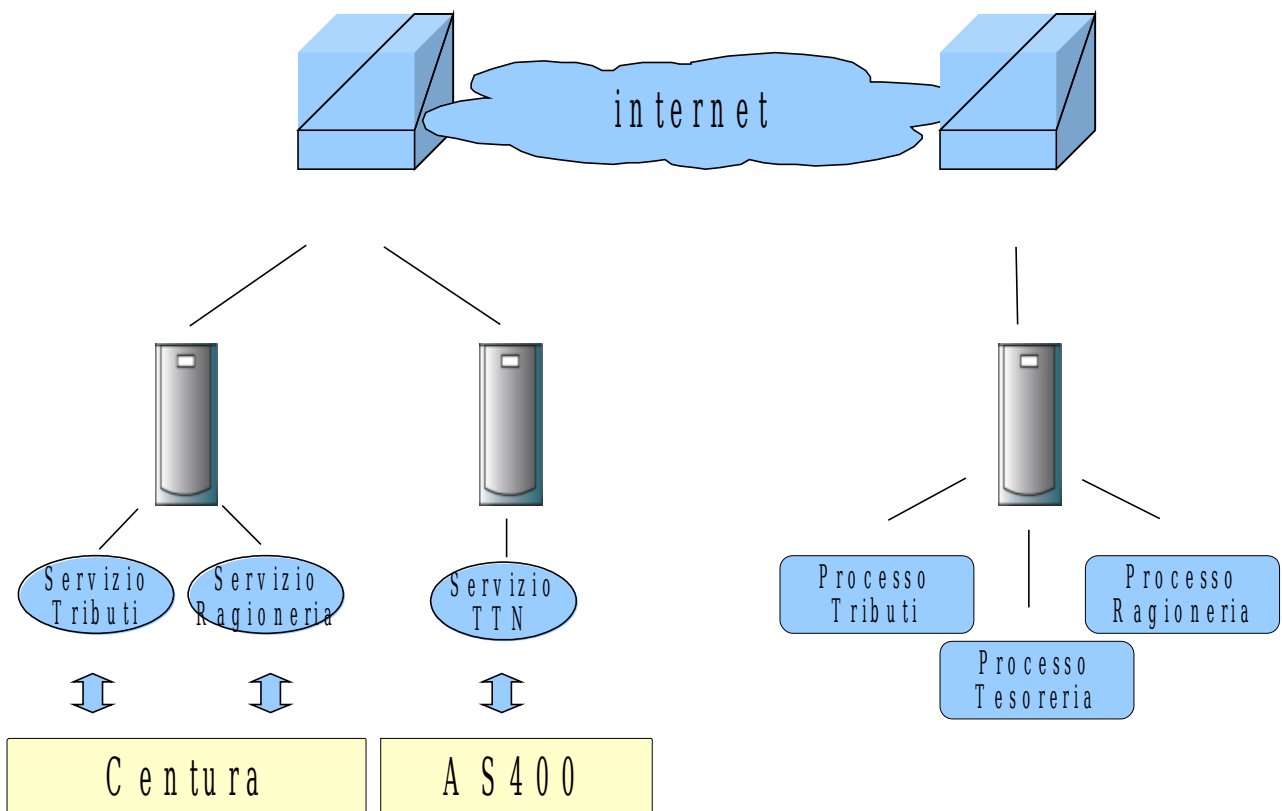 internet
Servizio
Tributi
Servizio
Ragioneria
Servizio
TTN
Processo
Tributi
Processo
Ragioneria
Processo
Tesoreria
Centura
AS400